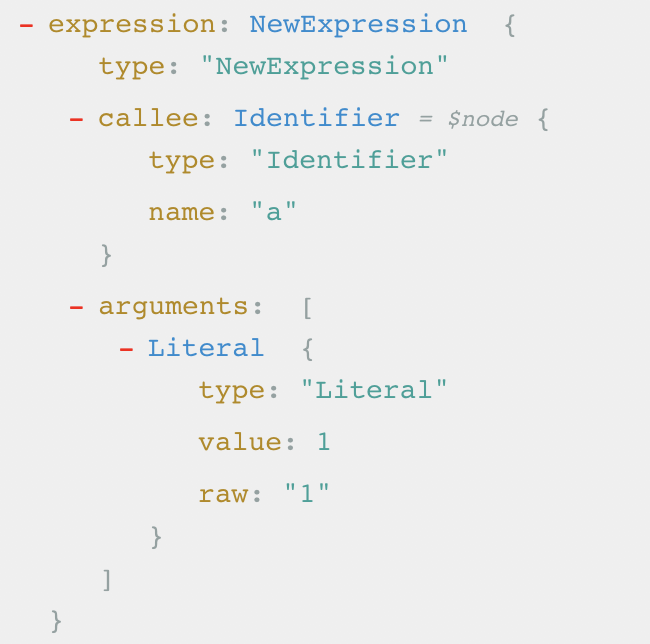 - expression: NewExpression {
type: "NewExpression"
- callee: Identifier = $node {
type: "Identifier"
name: "a"
}
- arguments: [
- Literal {
type: "Literal"
value: 1
raw: "1"
}
]
}